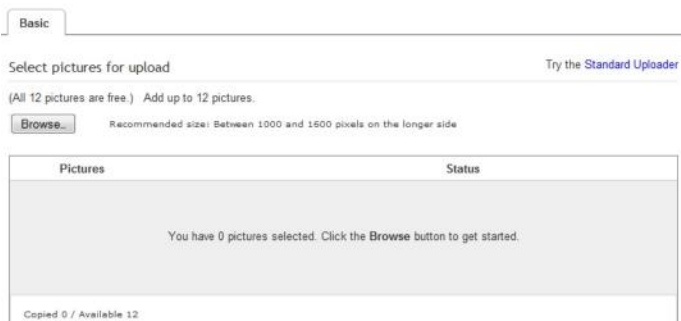 Basic
Select pictures for upload
Try the Standard Uploader
(All 12 pictures are free.) Add up to 12 pictures.
Browse..
Recommended size: Between 1000 and 1600 pixels on the longer side
Pictures
Status
You have 0 pictures selected. Click the Browse button to get started.
Copied 0 / Available 12